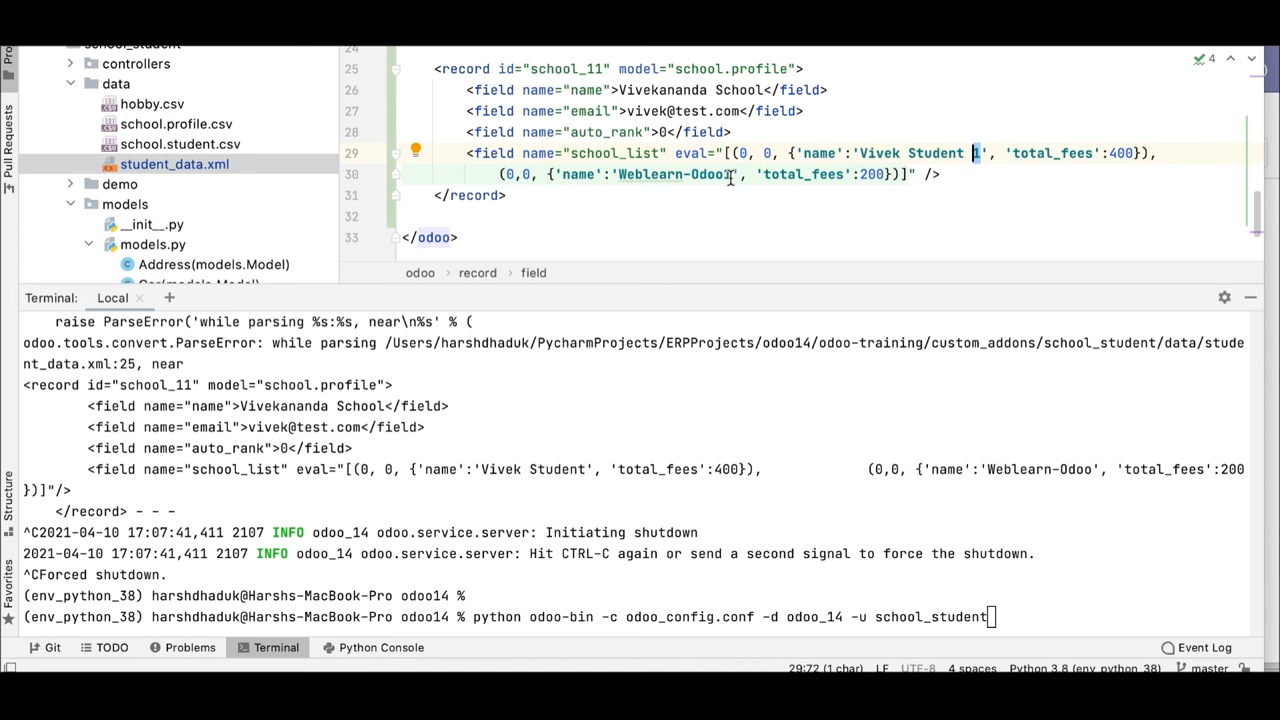 school_student
controllers
data
hobby.csv
school.profile.csv
school.student.csv
student_data.xml
demo
models
__init__.py
models.py
Address(models.Model)
Pull Requests
Structure
Favorites
24
25 <record id="school_11" model="school.profile">
26 <field name="name">Vivekananda School</field>
27 <field name="email">vivek@test.com</field>
28 <field name="auto_rank">0</field>
29 <field name="school_list" eval="[(0, 0, {'name':'Vivek Student 1', 'total_fees':400}),
30 (0,0, {'name':'Weblearn-Odoo1', 'total_fees':200})]" />
31 </record>
32
33 </odoo>
4
odoo > record > field
Terminal: Local × +
raise ParseError('while parsing %s:%s, near\n%s' % (
odoo.tools.convert.ParseError: while parsing /Users/harshdhaduk/PycharmProjects/ERPProjects/odoo14/odoo-training/custom_addons/school_student/data/stude
nt_data.xml:25, near
<record id="school_11" model="school.profile">
<field name="name">Vivekananda School</field>
<field name="email">vivek@test.com</field>
<field name="auto_rank">0</field>
<field name="school_list" eval="[(0, 0, {'name':'Vivek Student', 'total_fees':400}), (0,0, {'name':'Weblearn-Odoo', 'total_fees':200
})]"/>
</record> - - -
^C2021-04-10 17:07:41,411 2107 INFO odoo_14 odoo.service.server: Initiating shutdown
2021-04-10 17:07:41,411 2107 INFO odoo_14 odoo.service.server: Hit CTRL-C again or send a second signal to force the shutdown.
^CForced shutdown.
(env_python_38) harshdhaduk@Harshs-MacBook-Pro odoo14 %
(env_python_38) harshdhaduk@Harshs-MacBook-Pro odoo14 % python odoo-bin -c odoo_config.conf -d odoo_14 -u school_student
Git TODO Problems Terminal Python Console Event Log
29:72 (1 char) LF UTF-8 4 spaces Python 3.8 (env_python_38) master